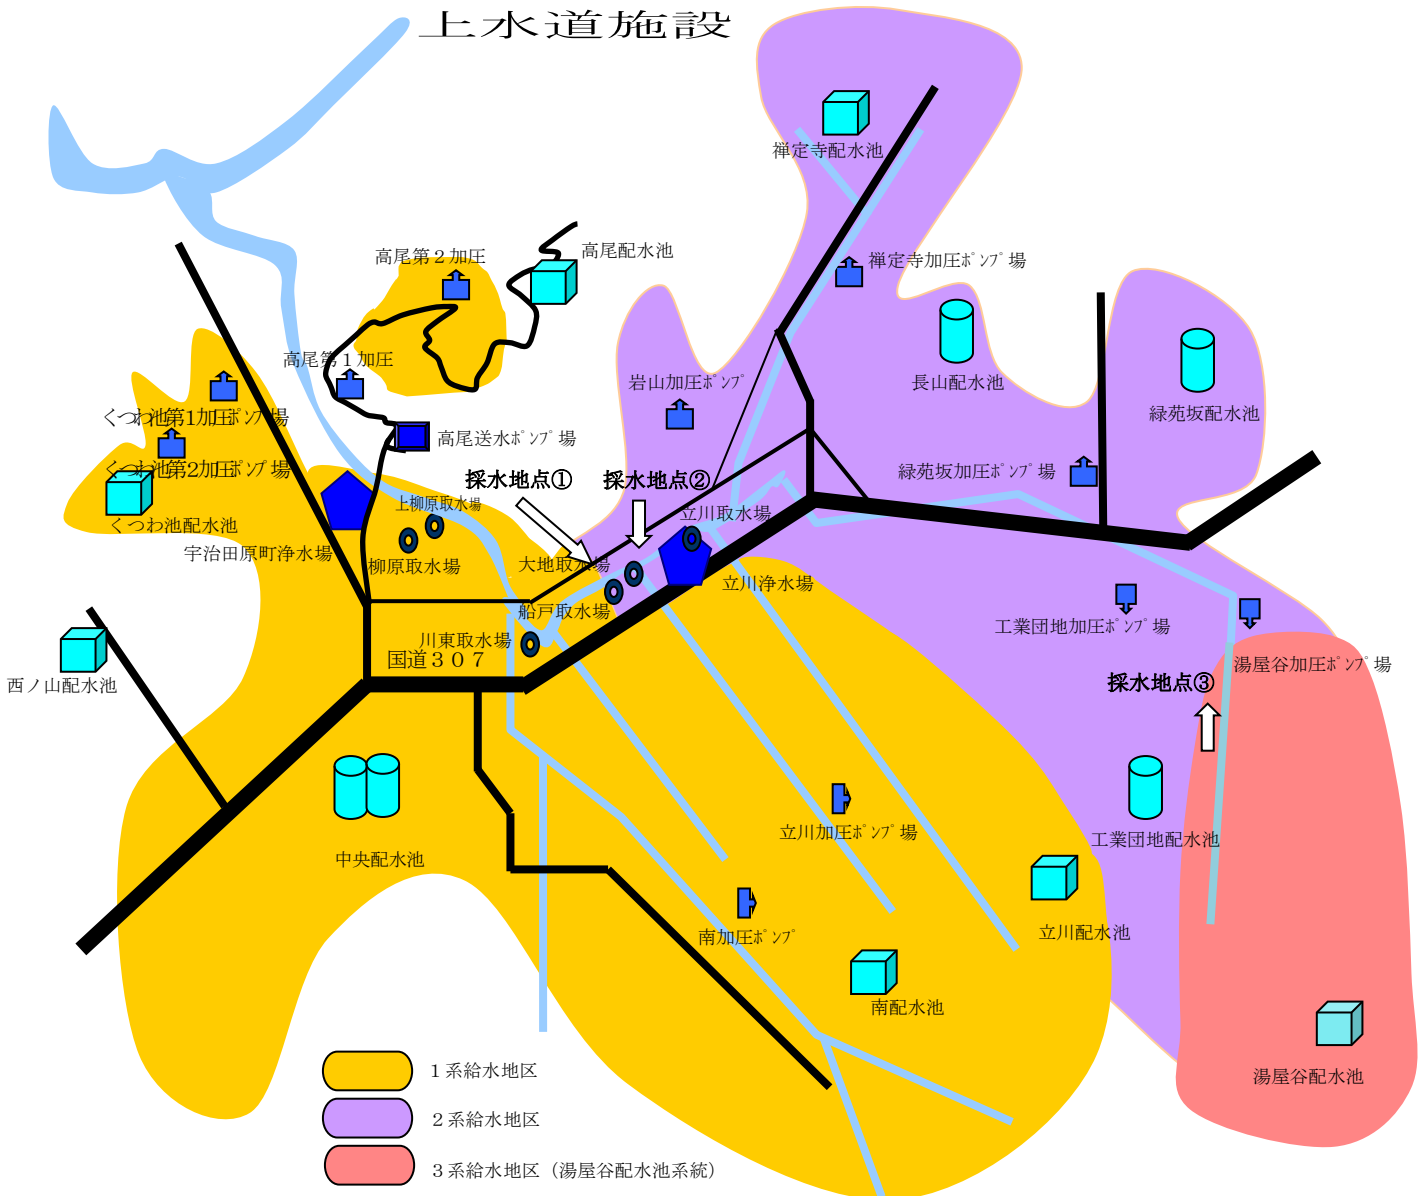 上水道施設
禅定寺配水池
高尾第２加圧
高尾配水池
禅定寺加圧ﾎﾟﾝﾌﾟ場
高尾第１加圧
岩山加圧ﾎﾟﾝﾌﾟ
長山配水池
緑苑坂配水池
くつわ池第1加圧ﾎﾟﾝﾌﾟ場
高尾送水ﾎﾟﾝﾌﾟ場
くつわ池第2加圧ﾎﾟﾝﾌﾟ場
緑苑坂加圧ﾎﾟﾝﾌﾟ場
採水地点①
採水地点②
上柳原取水場
立川取水場
くつわ池配水池
宇治田原町浄水場
柳原取水場
大地取水場
立川浄水場
船戸取水場
工業団地加圧ﾎﾟﾝﾌﾟ場
川東取水場
国道３０７
湯屋谷加圧ﾎﾟﾝﾌﾟ場
西ノ山配水池
採水地点③
立川加圧ﾎﾟﾝﾌﾟ場
工業団地配水池
中央配水池
南加圧ﾎﾟﾝﾌﾟ
立川配水池
南配水池
湯屋谷配水池
１系給水地区
２系給水地区
３系給水地区（湯屋谷配水池系統）